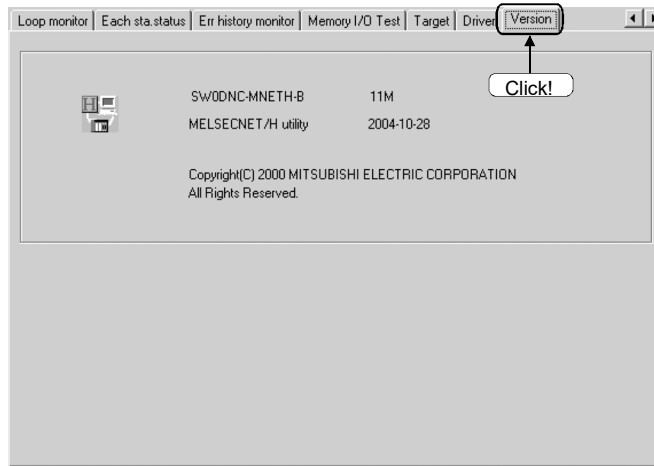 Loop monitor Each sta.status Err history monitor Memory I/O Test Target Driver Version
Click!
SW0DNC-MNETH-B 11M
MELSECNET/H utility 2004-10-28
Copyright(C) 2000 MITSUBISHI ELECTRIC CORPORATION
All Rights Reserved.